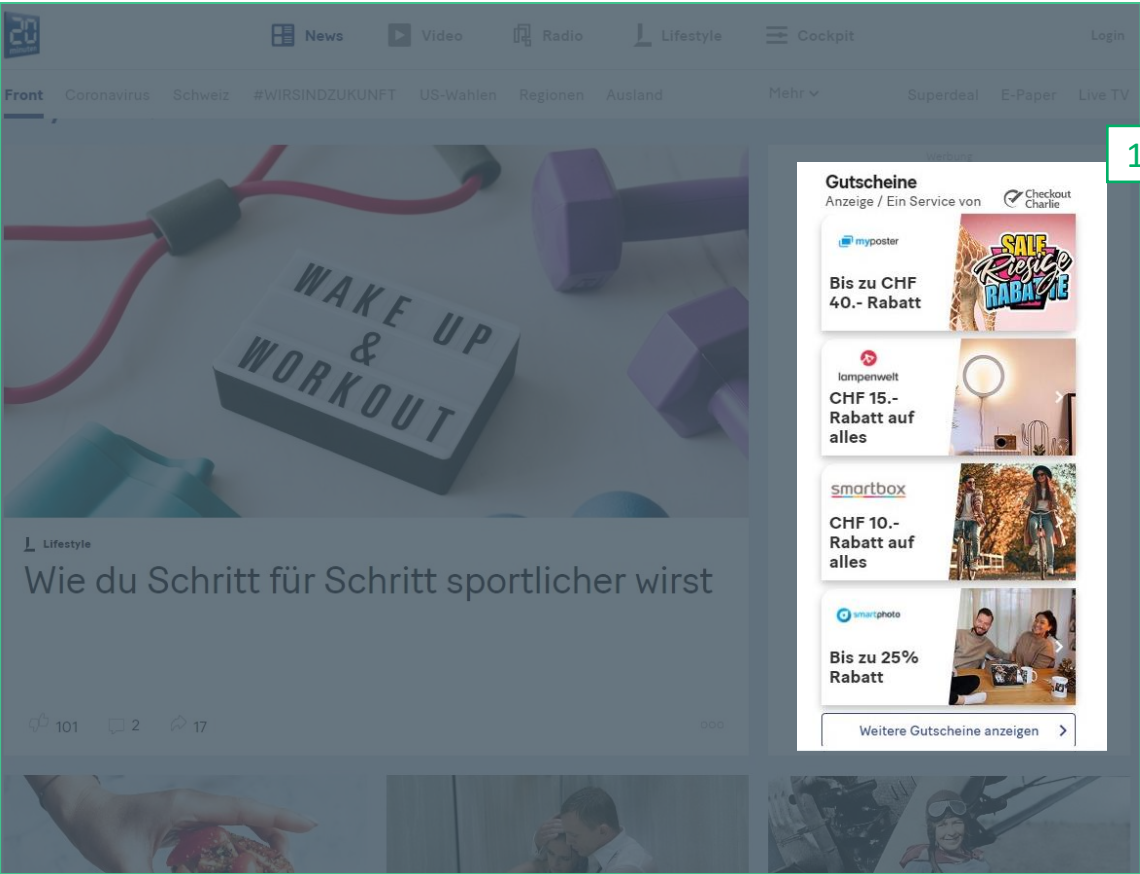 20
minuten
News
Video
Radio
Lifestyle
Cockpit
Login
Front
Coronavirus
Schweiz
#WIRSINDZUKUNFT
US-Wahlen
Regionen
Ausland
Mehr
Superdeal
E-Paper
Live TV
WAKE UP
&
WORKOUT
Lifestyle
Wie du Schritt für Schritt sportlicher wirst
101
2
17
Werbung
1
Gutscheine
Anzeige / Ein Service von
Checkout
Charlie
myposter
Bis zu CHF
40.- Rabatt
SALE
Riesige
RABATTE
lampenwelt
CHF 15.-
Rabatt auf
alles
smartbox
CHF 10.-
Rabatt auf
alles
smartphoto
Bis zu 25%
Rabatt
Weitere Gutscheine anzeigen